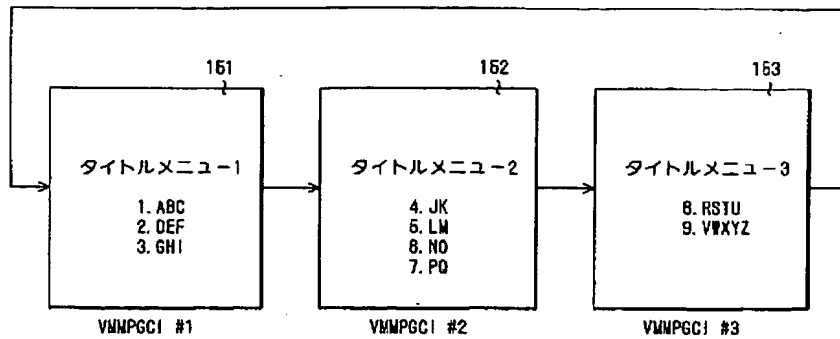 161
162
163
タイトルメニュー1
1. ABC
2. DEF
3. GHI
タイトルメニュー2
4. JK
5. LM
6. NO
7. PQ
タイトルメニュー3
8. RSTU
9. VWXYZ
VMMPGCI #1
VMMPGCI #2
VMMPGCI #3